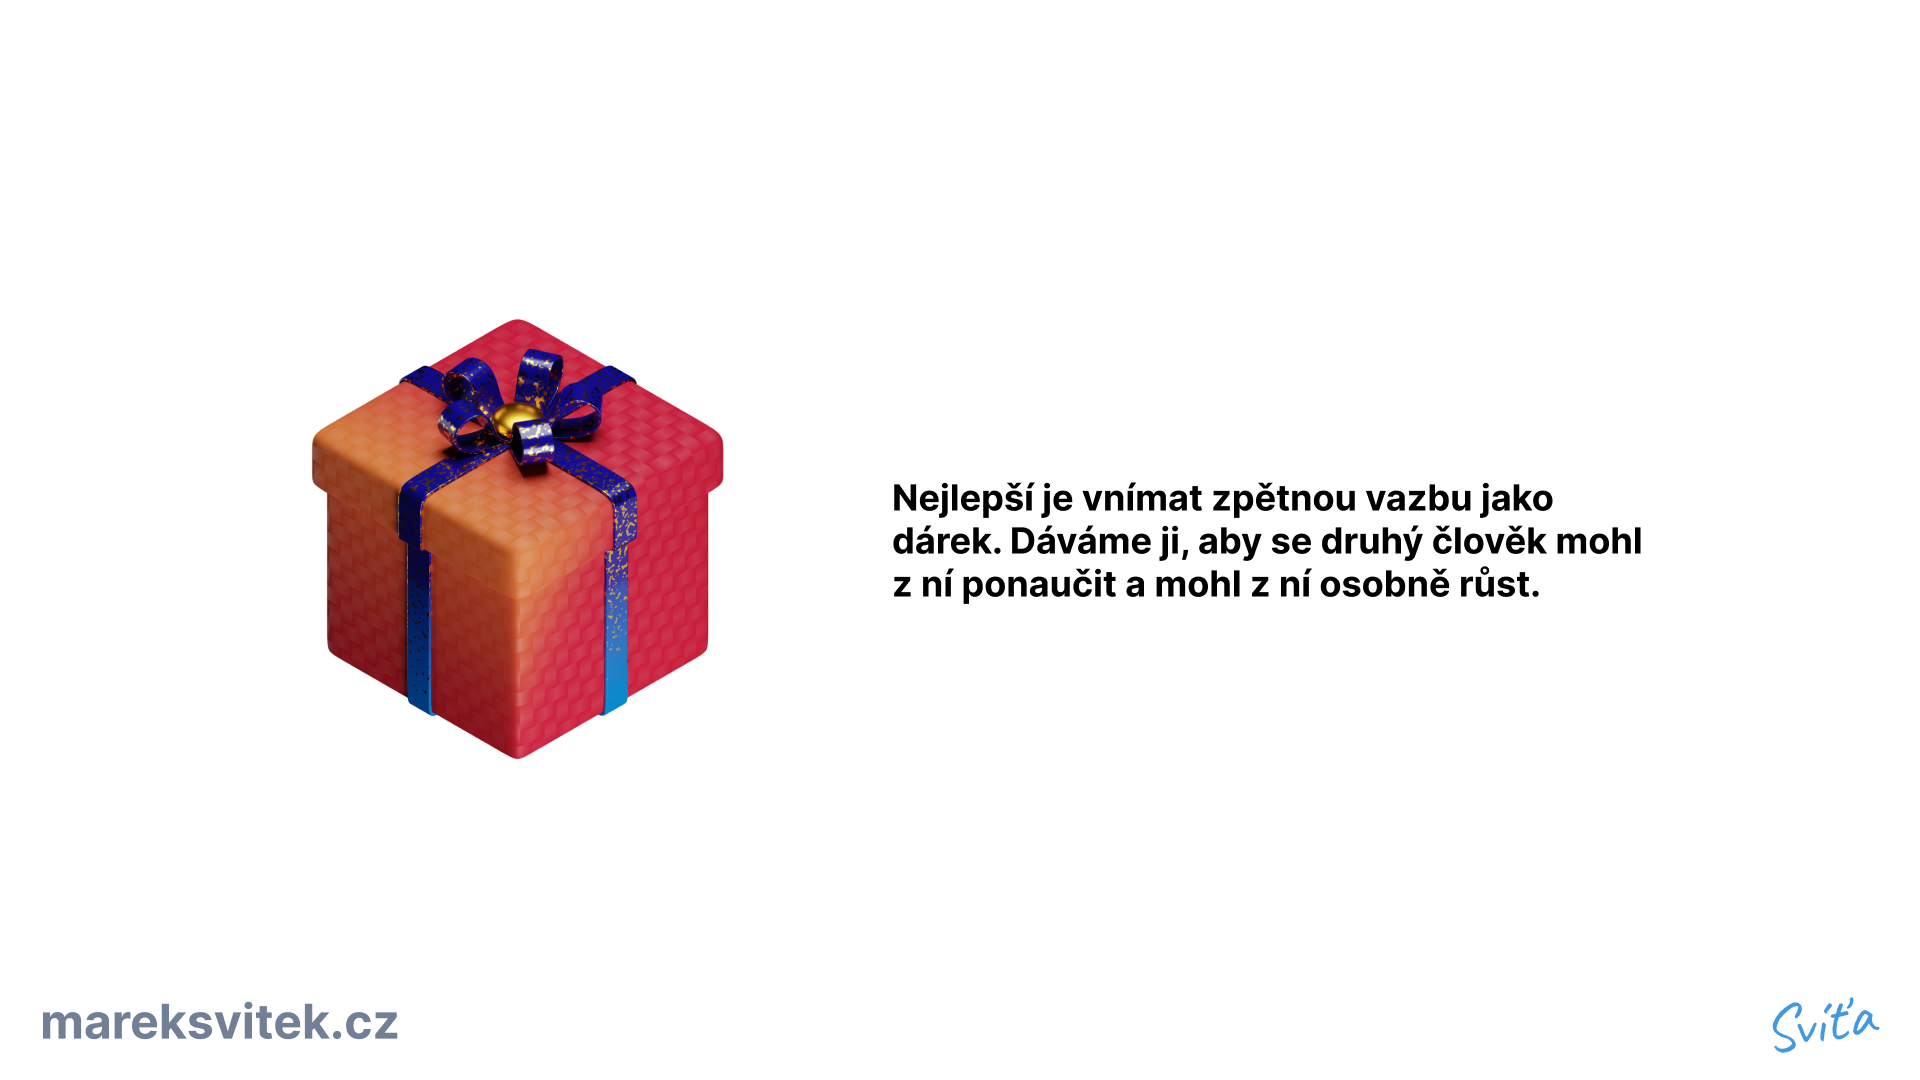 Nejlepší je vnímat zpětnou vazbu jako
dárek. Dáváme ji, aby se druhý člověk mohl
z ní ponaučit a mohl z ní osobně růst.
mareksvitek.cz
Svíťa